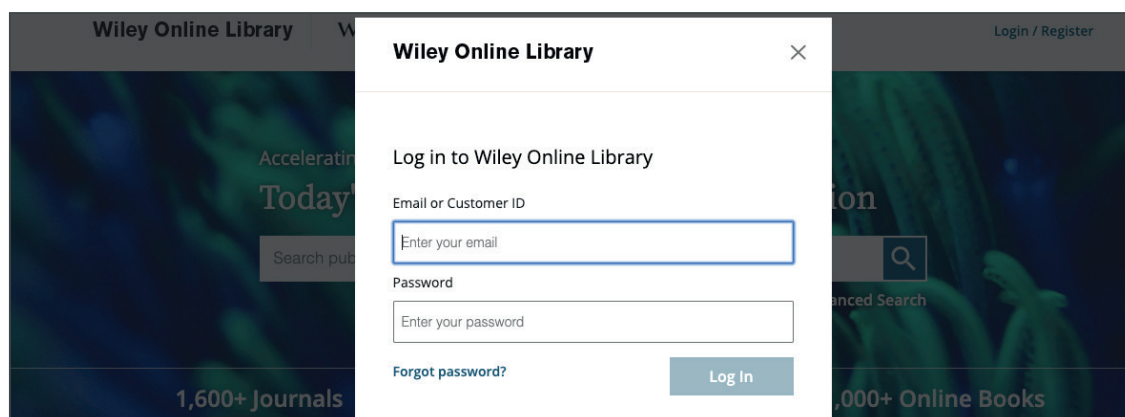 Wiley Online Library W
Login / Register
Wiley Online Library
Log in to Wiley Online Library
Email or Customer ID
Enter your email
Password
Enter your password
Forgot password?
Log In
Today'
Search
1,600+ Journals
,000+ Online Books